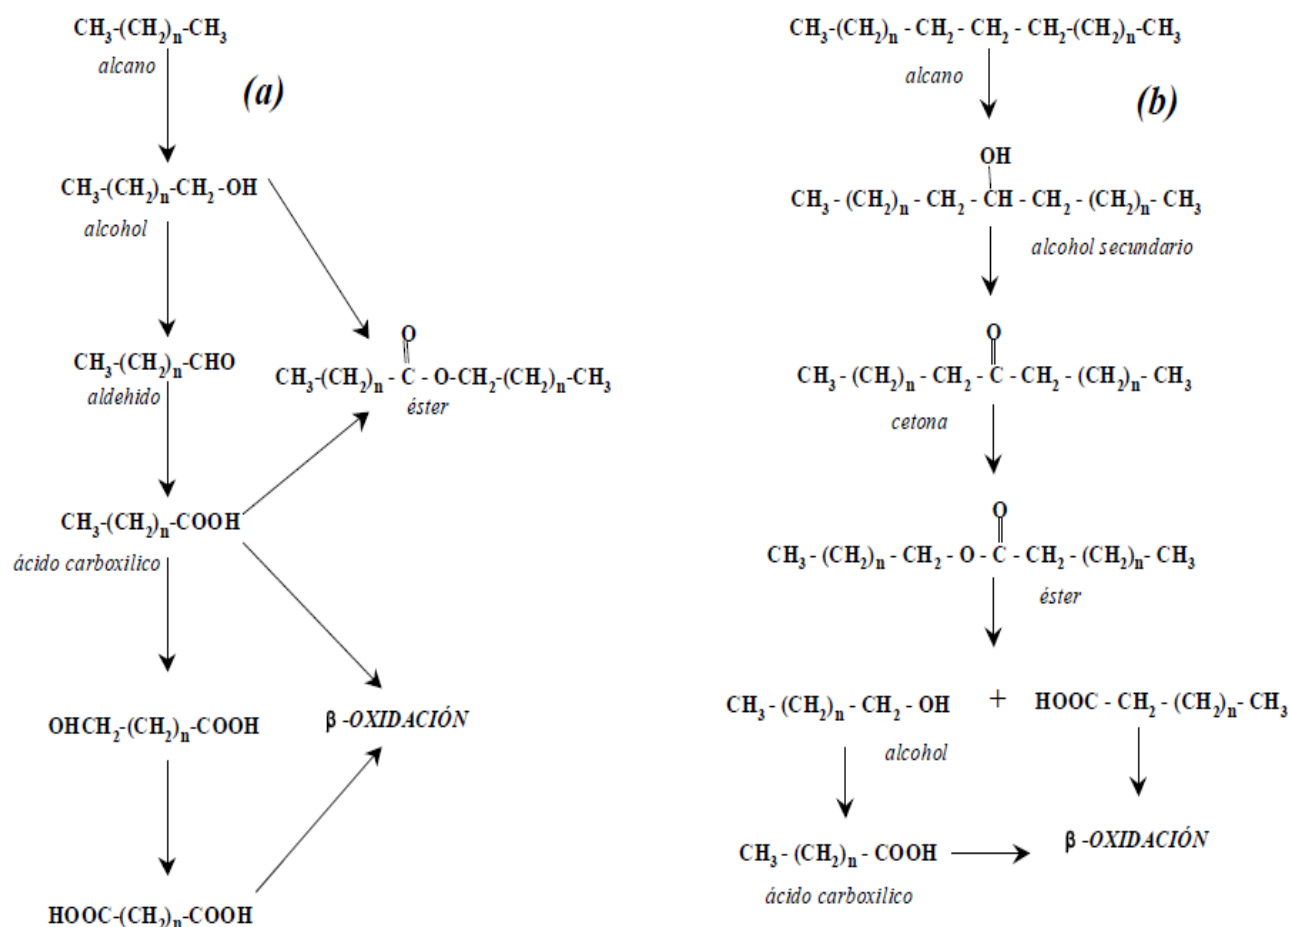 CH₃-(CH₂)ₙ-CH₃
alcano
(a)
CH₃-(CH₂)ₙ-CH₂-OH
alcohol
CH₃-(CH₂)ₙ-CHO
aldehido
O
CH₃-(CH₂)ₙ - C - O-CH₂-(CH₂)ₙ-CH₃
éster
CH₃-(CH₂)ₙ-COOH
ácido carboxilico
OHCH₂-(CH₂)ₙ-COOH
β -OXIDACIÓN
HOOC-(CH₂)ₙ-COOH
CH₃-(CH₂)ₙ - CH₂ - CH₂ - CH₂-(CH₂)ₙ-CH₃
alcano
(b)
OH
CH₃ - (CH₂)ₙ - CH₂ - CH - CH₂ - (CH₂)ₙ- CH₃
alcohol secundario
O
CH₃ - (CH₂)ₙ - CH₂ - C - CH₂ - (CH₂)ₙ - CH₃
cetona
O
CH₃ - (CH₂)ₙ - CH₂ - O - C - CH₂ - (CH₂)ₙ- CH₃
éster
CH₃ - (CH₂)ₙ- CH₂ - OH + HOOC - CH₂ - (CH₂)ₙ- CH₃
alcohol
CH₃ - (CH₂)ₙ - COOH
ácido carboxilico
β -OXIDACIÓN